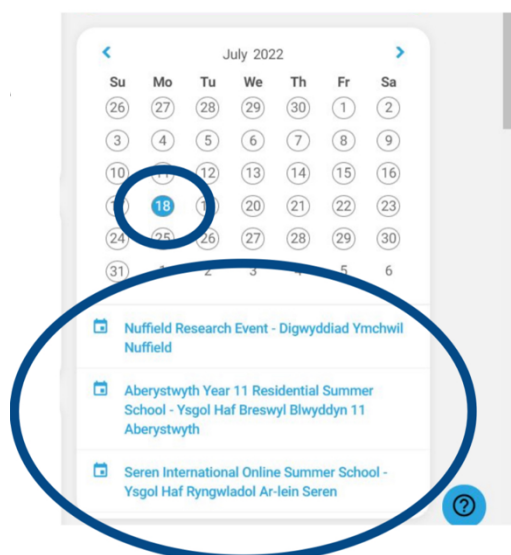 July 2022
Su Mo Tu We Th Fr Sa
26 27 28 29 30 1 2
3 4 5 6 7 8 9
10 11 12 13 14 15 16
18 19 20 21 22 23
24 25 26 27 28 29 30
31 1 2 3 4 5 6
Nuffield Research Event - Digwyddiad Ymchwil
Nuffield
Aberystwyth Year 11 Residential Summer
School - Ysgol Haf Breswyl Blwyddyn 11
Aberystwyth
Seren International Online Summer School -
Ysgol Haf Ryngwladol Ar-lein Seren
?